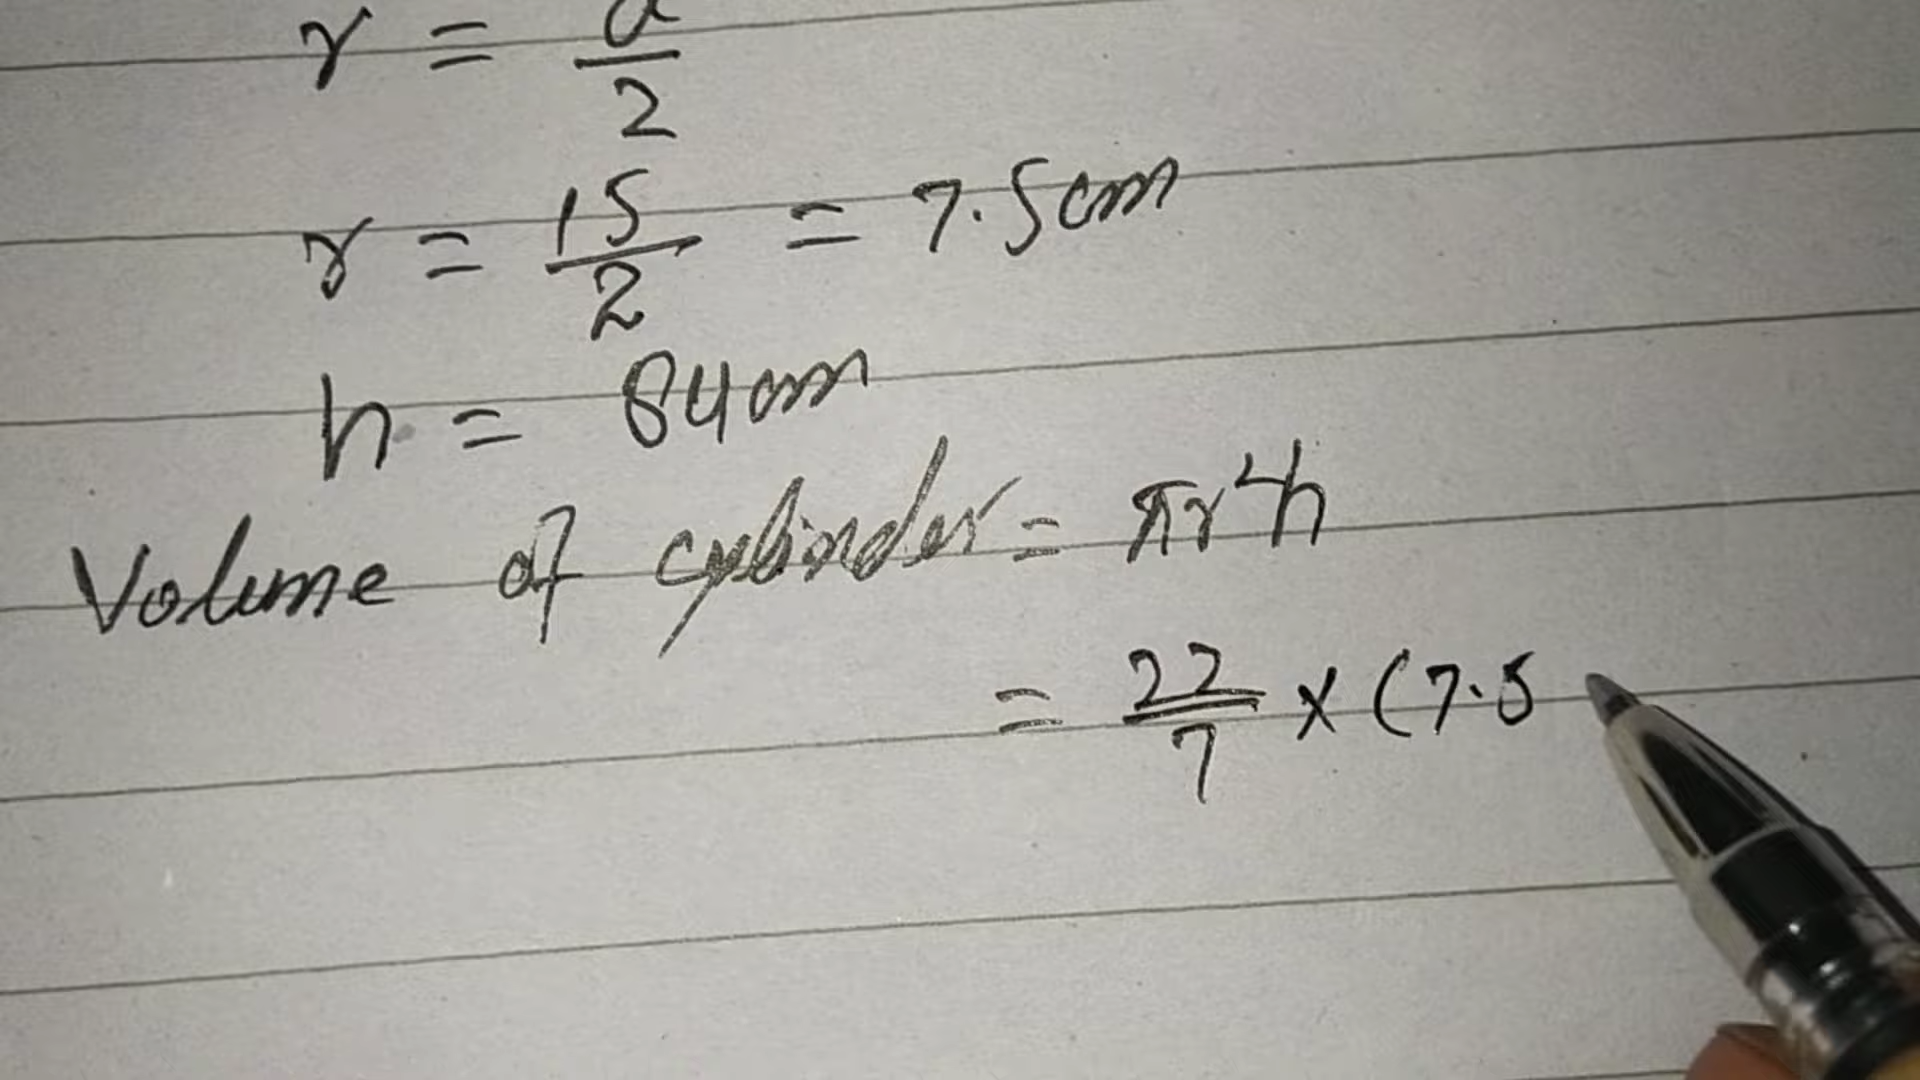 r = d/2
r = 15/2 = 7.5cm
h = 84cm
Volume of cylinder = πr²h
= 22/7 × (7.5